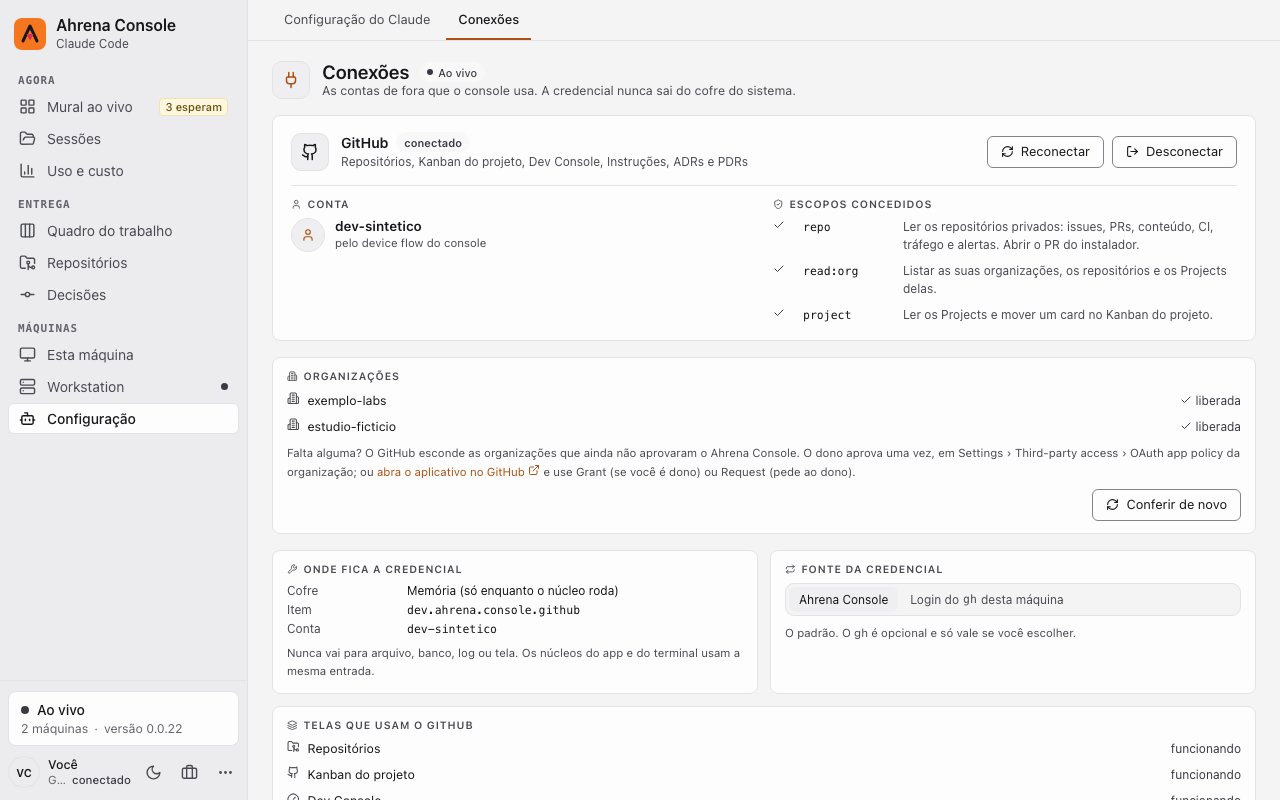 Ahrena Console
Claude Code
AGORA
Mural ao vivo
3 esperam
Sessões
Uso e custo
ENTREGA
Quadro do trabalho
Repositórios
Decisões
MÁQUINAS
Esta máquina
Workstation
Configuração
Ao vivo
2 máquinas · versão 0.0.22
VC
Você
G... conectado
Configuração do Claude
Conexões
Conexões
Ao vivo
As contas de fora que o console usa. A credencial nunca sai do cofre do sistema.
GitHub
conectado
Repositórios, Kanban do projeto, Dev Console, Instruções, ADRs e PDRs
Reconectar
Desconectar
CONTA
dev-sintetico
pelo device flow do console
ESCOPOS CONCEDIDOS
repo
Ler os repositórios privados: issues, PRs, conteúdo, CI,
tráfego e alertas. Abrir o PR do instalador.
read:org
Listar as suas organizações, os repositórios e os Projects
delas.
project
Ler os Projects e mover um card no Kanban do projeto.
ORGANIZAÇÕES
exemplo-labs
liberada
estudio-ficticio
liberada
Falta alguma? O GitHub esconde as organizações que ainda não aprovaram o Ahrena Console. O dono aprova uma vez, em Settings › Third-party access › OAuth app policy da
organização; ou abra o aplicativo no GitHub e use Grant (se você é dono) ou Request (pede ao dono).
Conferir de novo
ONDE FICA A CREDENCIAL
Cofre
Memória (só enquanto o núcleo roda)
Item
dev.ahrena.console.github
Conta
dev-sintetico
Nunca vai para arquivo, banco, log ou tela. Os núcleos do app e do terminal usam a
mesma entrada.
FONTE DA CREDENCIAL
Ahrena Console
Login do gh desta máquina
O padrão. O gh é opcional e só vale se você escolher.
TELAS QUE USAM O GITHUB
Repositórios
funcionando
Kanban do projeto
funcionando
Dev Console
funcionando